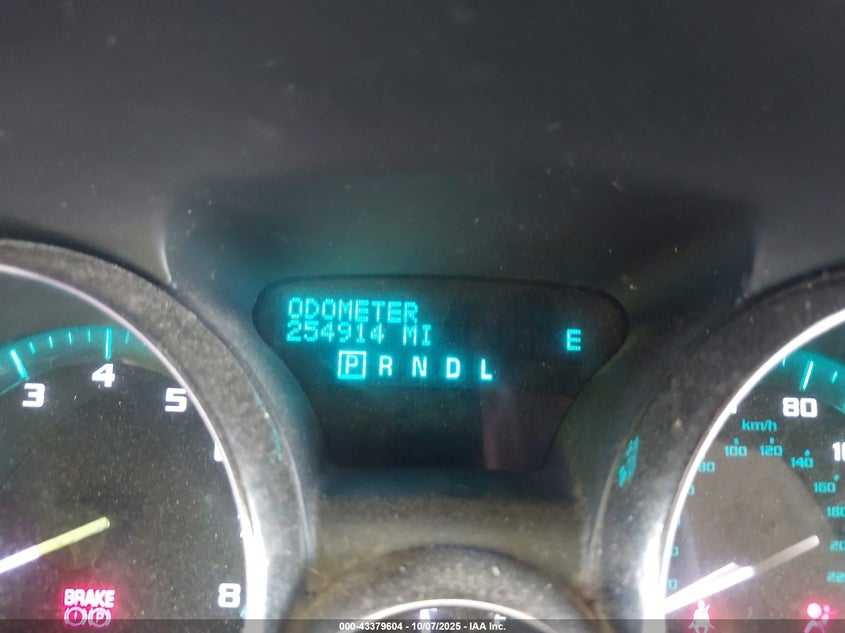 ODOMETER
254914 MI
E
P R N D L
3 4 5
8
BRAKE
P
80
km/h
80 100 120 140 160
000-43379604 - 10/07/2025 - IAA Inc.